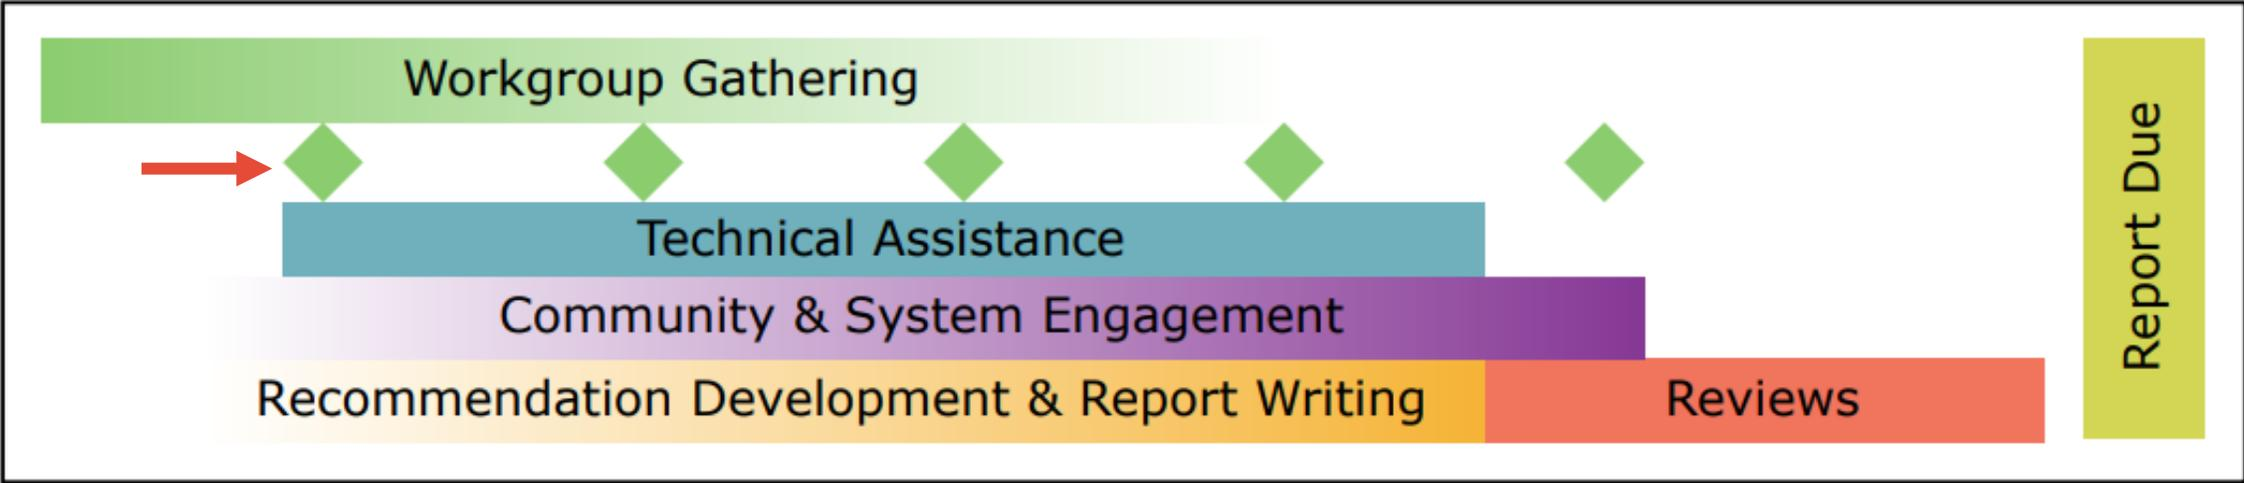 Workgroup Gathering
Technical Assistance
Community & System Engagement
Recommendation Development & Report Writing
Reviews
Report Due